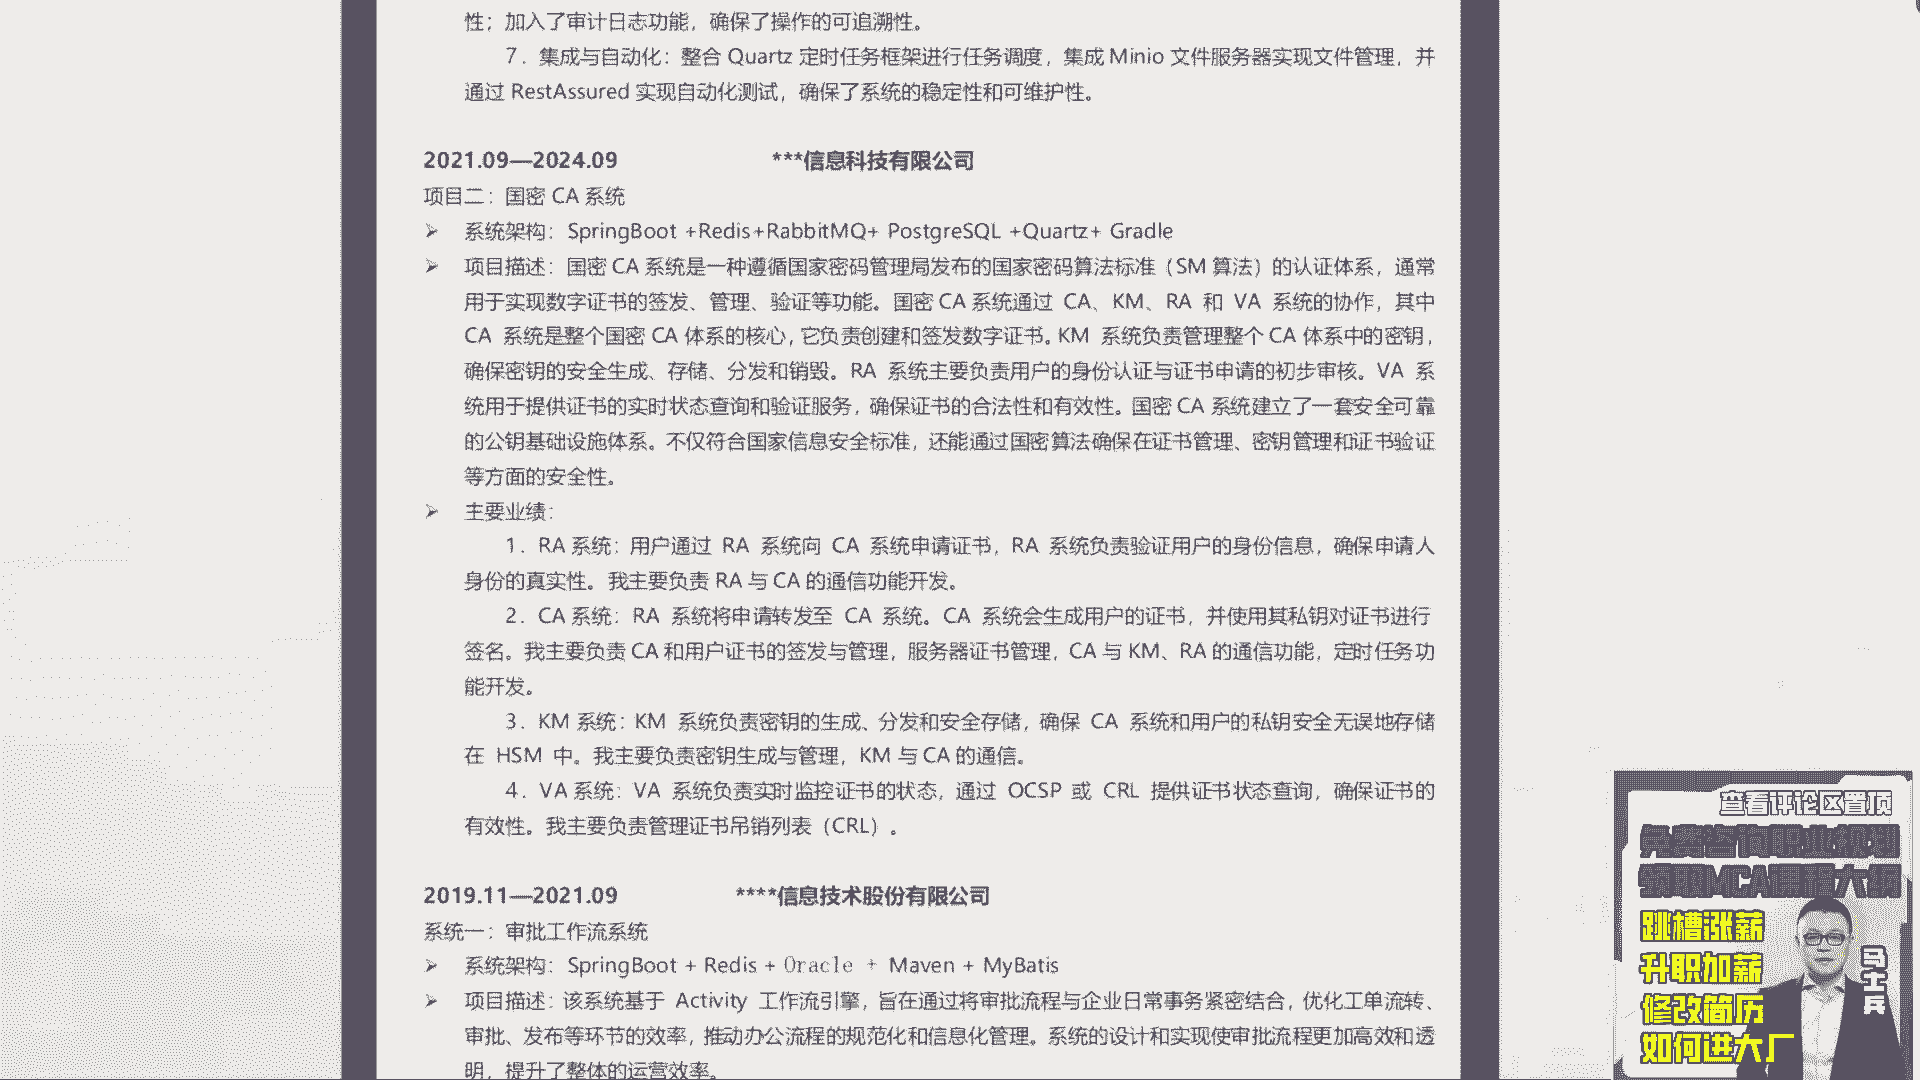 性；加入了审计日志功能，确保了操作的可追溯性。
7．集成与自动化：整合 Quartz 定时任务框架进行任务调度，集成 Minio 文件服务器实现文件管理，并
通过 RestAssured 实现自动化测试，确保了系统的稳定性和可维护性。
2021.09—2024.09 ***信息科技有限公司
项目二：国密 CA 系统
➢ 系统架构：SpringBoot +Redis+RabbitMQ+ PostgreSQL +Quartz+ Gradle
➢ 项目描述：国密 CA 系统是一种遵循国家密码管理局发布的国家密码算法标准（SM 算法）的认证体系，通常
用于实现数字证书的签发、管理、验证等功能。国密 CA 系统通过 CA、KM、RA 和 VA 系统的协作，其中
CA 系统是整个国密 CA 体系的核心，它负责创建和签发数字证书。KM 系统负责管理整个 CA 体系中的密钥，
确保密钥的安全生成、存储、分发和销毁。RA 系统主要负责用户的身份认证与证书申请的初步审核。VA 系
统用于提供证书的实时状态查询和验证服务，确保证书的合法性和有效性。国密 CA 系统建立了一套安全可靠
的公钥基础设施体系。不仅符合国家信息安全标准，还能通过国密算法确保在证书管理、密钥管理和证书验证
等方面的安全性。
➢ 主要业绩：
1．RA 系统：用户通过 RA 系统向 CA 系统申请证书，RA 系统负责验证用户的身份信息，确保申请人
身份的真实性。我主要负责 RA 与 CA 的通信功能开发。
2．CA 系统：RA 系统将申请转发至 CA 系统。CA 系统会生成用户的证书，并使用其私钥对证书进行
签名。我主要负责 CA 和用户证书的签发与管理，服务器证书管理，CA 与 KM、RA 的通信功能，定时任务功
能开发。
3．KM 系统：KM 系统负责密钥的生成、分发和安全存储，确保 CA 系统和用户的私钥安全无误地存储
在 HSM 中。我主要负责密钥生成与管理，KM 与 CA 的通信。
4．VA 系统：VA 系统负责实时监控证书的状态，通过 OCSP 或 CRL 提供证书状态查询，确保证书的
有效性。我主要负责管理证书吊销列表（CRL）。
2019.11—2021.09 ****信息技术股份有限公司
系统一：审批工作流系统
➢ 系统架构：SpringBoot + Redis + Oracle + Maven + MyBatis
➢ 项目描述：该系统基于 Activity 工作流引擎，旨在通过将审批流程与企业日常事务紧密结合，优化工单流转、
审批、发布等环节的效率，推动办公流程的规范化和信息化管理。系统的设计和实现使审批流程更加高效和透
明，提升了整体的运营效率。
查看评论区置顶
免费咨询职业规划
领取MCA课程大纲
跳槽涨薪
升职加薪
修改简历
如何进大厂
马士兵